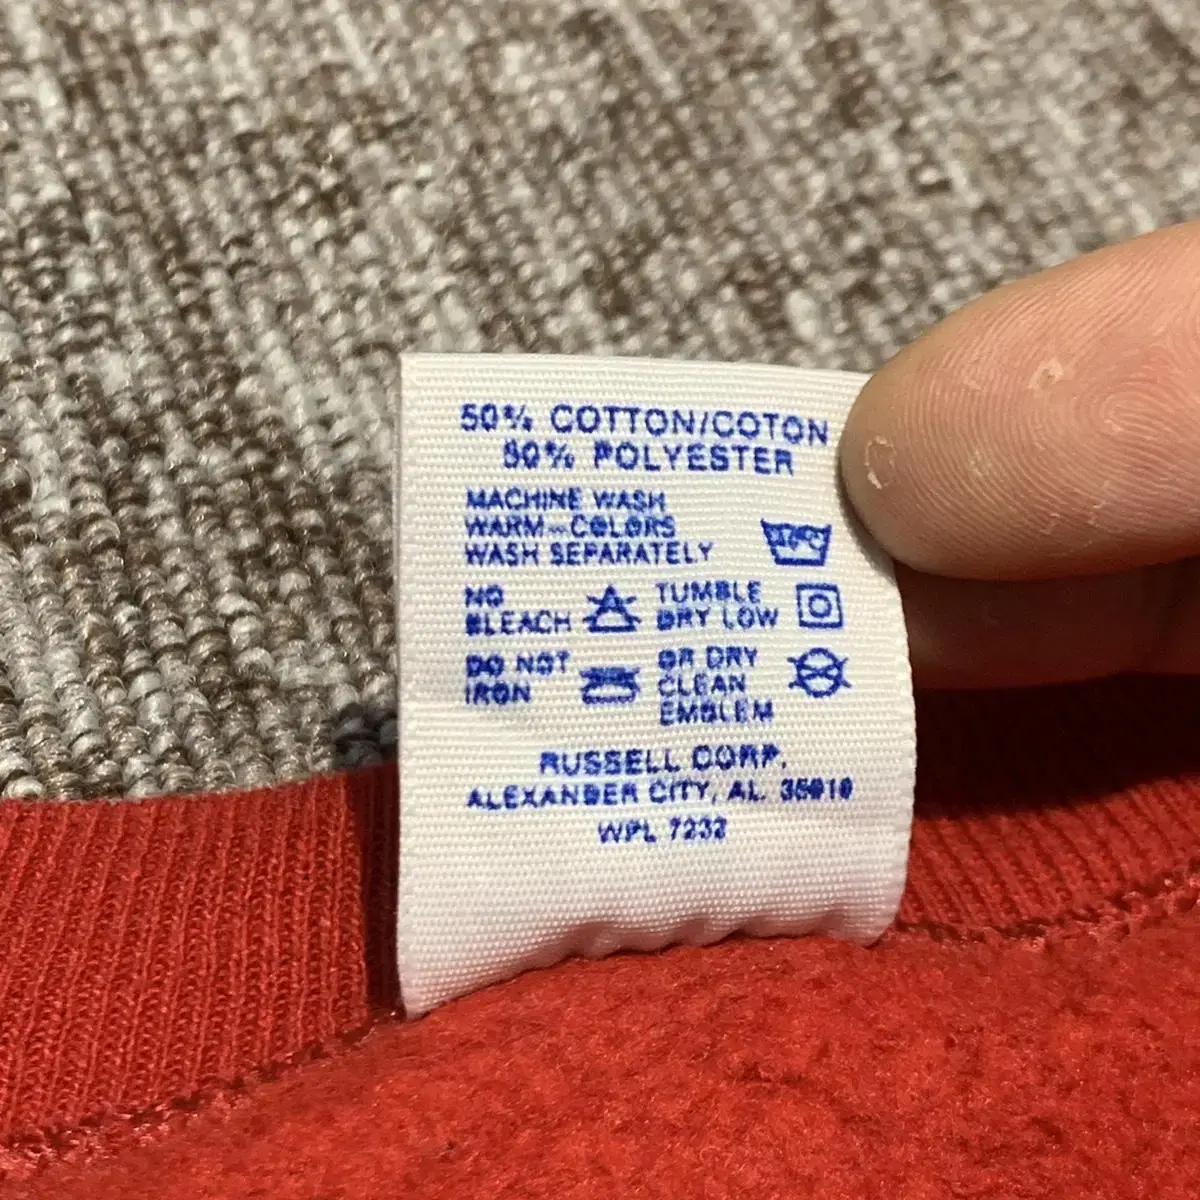 50% COTTON/COTON
50% POLYESTER
MACHINE WASH
WARM-COLORS
WASH SEPARATELY
NO
BLEACH
TUMBLE
DRY LOW
DO NOT
IRON
OR DRY
CLEAN
EMBLEM
RUSSELL CORP.
ALEXANDER CITY, AL. 35010
WPL 7232